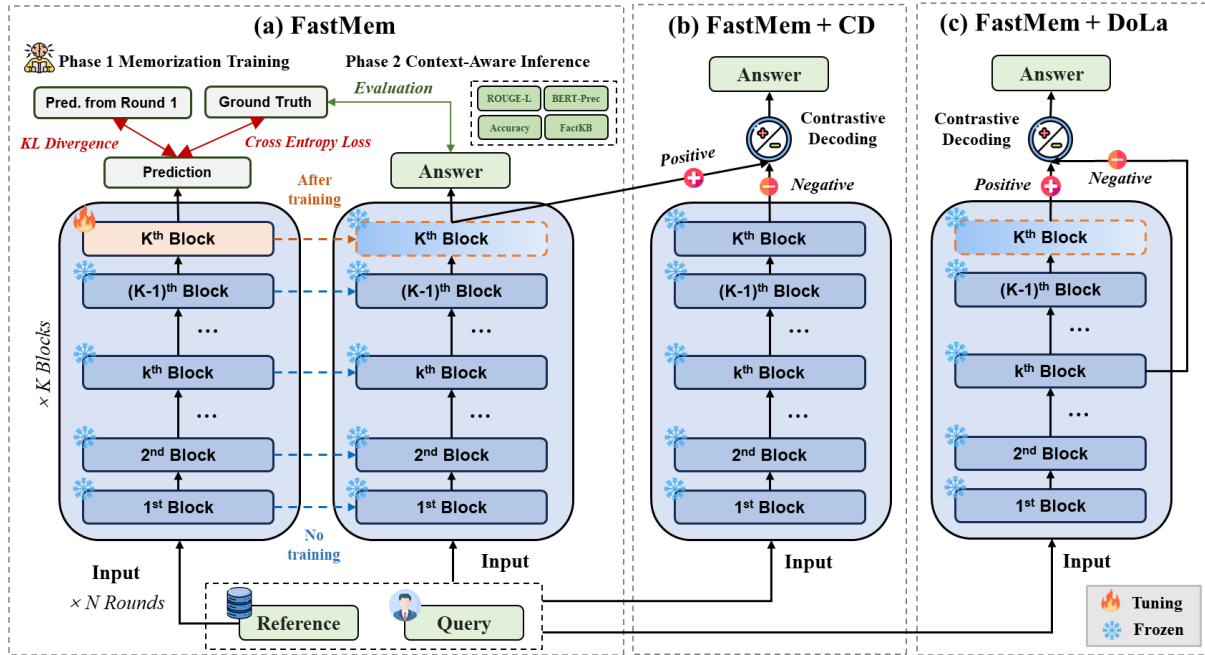 (a) FastMem
Phase 1 Memorization Training
Phase 2 Context-Aware Inference
Pred. from Round 1
Ground Truth
Evaluation
ROUGE-L
BERT-Prec
Accuracy
FactKB
KL Divergence
Cross Entropy Loss
Prediction
Answer
After
training
Kth Block
(K-1)th Block
...
kth Block
...
2nd Block
1st Block
× K Blocks
No
training
Kth Block
(K-1)th Block
...
kth Block
...
2nd Block
1st Block
Input
× N Rounds
Input
Reference
Query
(b) FastMem + CD
Answer
Contrastive
Decoding
Positive
Negative
Kth Block
(K-1)th Block
...
kth Block
...
2nd Block
1st Block
Input
(c) FastMem + DoLa
Answer
Contrastive
Decoding
Positive
Negative
Kth Block
(K-1)th Block
...
kth Block
...
2nd Block
1st Block
Input
Tuning
Frozen